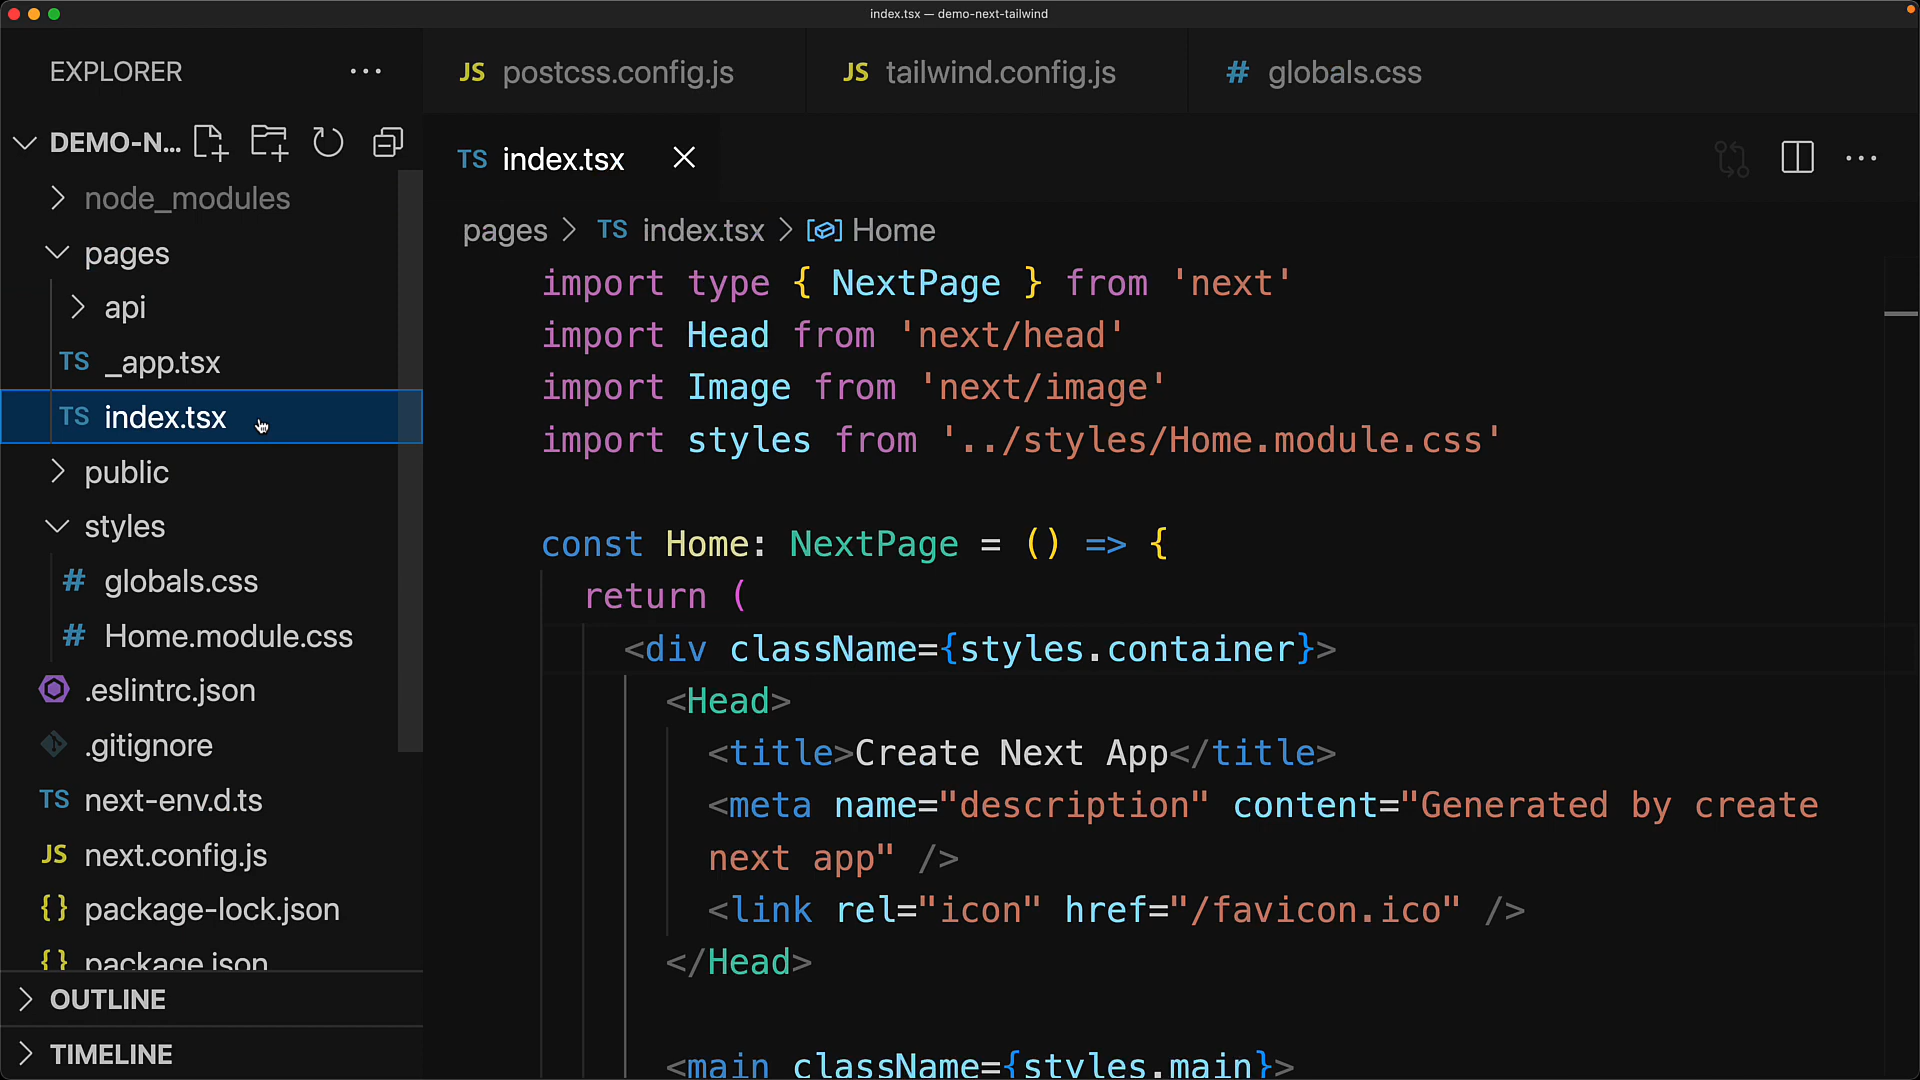 index.tsx — demo-next-tailwind
EXPLORER
DEMO-N...
node_modules
pages
api
TS _app.tsx
TS index.tsx
public
styles
# globals.css
# Home.module.css
.eslintrc.json
.gitignore
TS next-env.d.ts
JS next.config.js
{} package-lock.json
{} package.json
OUTLINE
TIMELINE
JS postcss.config.js
JS tailwind.config.js
# globals.css
TS index.tsx
pages > TS index.tsx > Home
import type { NextPage } from 'next'
import Head from 'next/head'
import Image from 'next/image'
import styles from '../styles/Home.module.css'
const Home: NextPage = () => {
return (
<div className={styles.container}>
<Head>
<title>Create Next App</title>
<meta name="description" content="Generated by create
next app" />
<link rel="icon" href="/favicon.ico" />
</Head>
<main className={styles.main}>